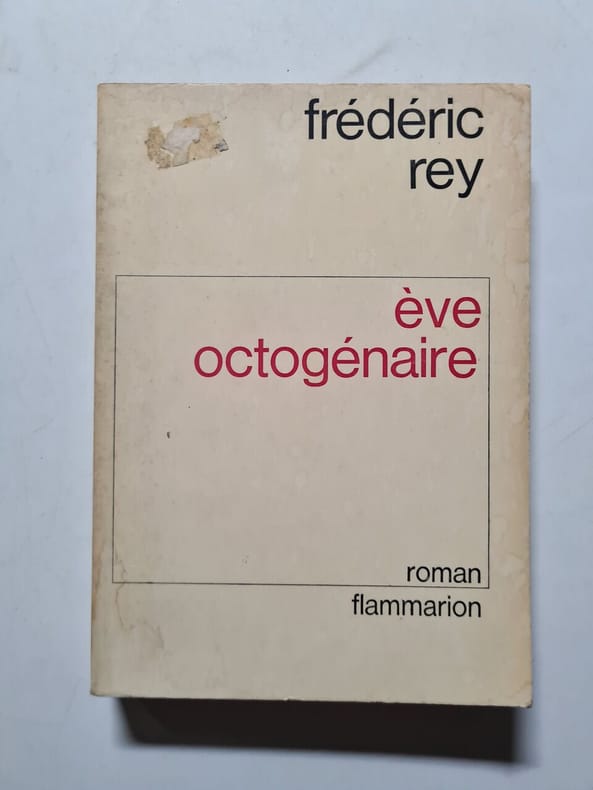 frédéric
rey
ève
octogénaire
roman
flammarion